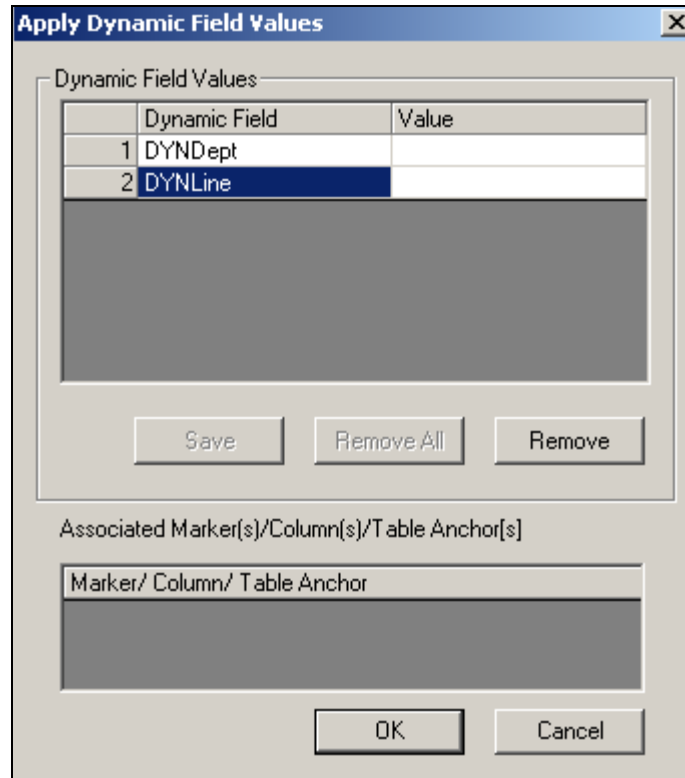 Apply Dynamic Field Values
Dynamic Field Values
Dynamic Field Value
1 DYNDept
2 DYNLine
Save Remove All Remove
Associated Marker(s)/Column(s)/Table Anchor[s]
Marker/ Column/ Table Anchor
OK Cancel